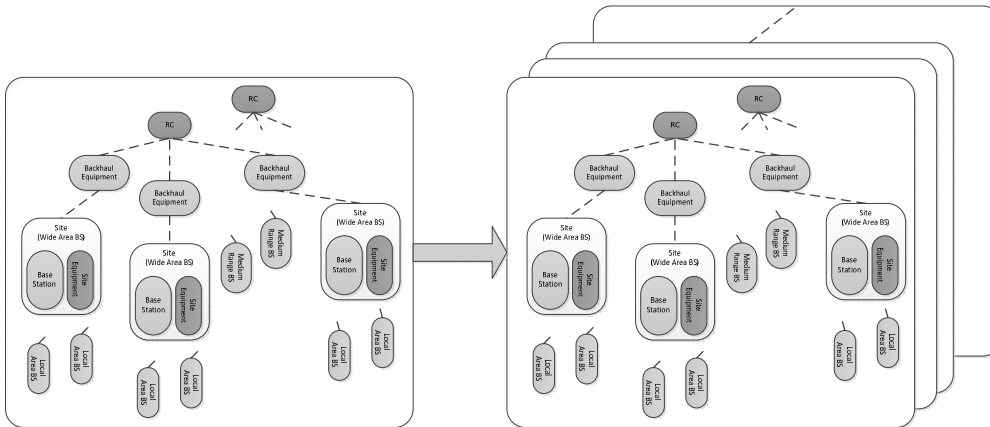 RC
RC
Backhaul
Equipment
Backhaul
Equipment
Backhaul
Equipment
Site
(Wide Area BS)
Base
Station
Site
Equipment
Site
(Wide Area BS)
Base
Station
Site
Equipment
Medium
Range BS
Medium
Range BS
Site
(Wide Area BS)
Base
Station
Site
Equipment
Local
Area BS
Local
Area BS
Local
Area BS
Local
Area BS
Local
Area BS
Local
Area BS
RC
RC
Backhaul
Equipment
Backhaul
Equipment
Backhaul
Equipment
Site
(Wide Area BS)
Base
Station
Site
Equipment
Site
(Wide Area BS)
Base
Station
Site
Equipment
Medium
Range BS
Medium
Range BS
Site
(Wide Area BS)
Base
Station
Site
Equipment
Local
Area BS
Local
Area BS
Local
Area BS
Local
Area BS
Local
Area BS
Local
Area BS